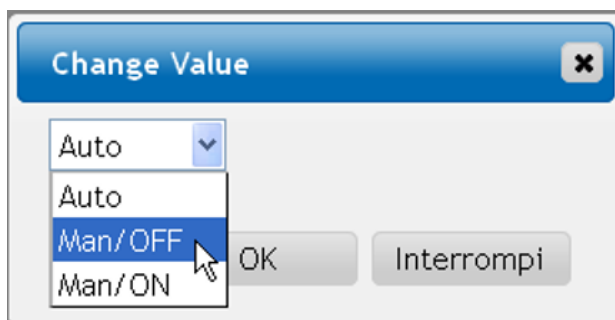 Change Value
Auto
Auto
Man/OFF
OK
Interrompi
Man/ON